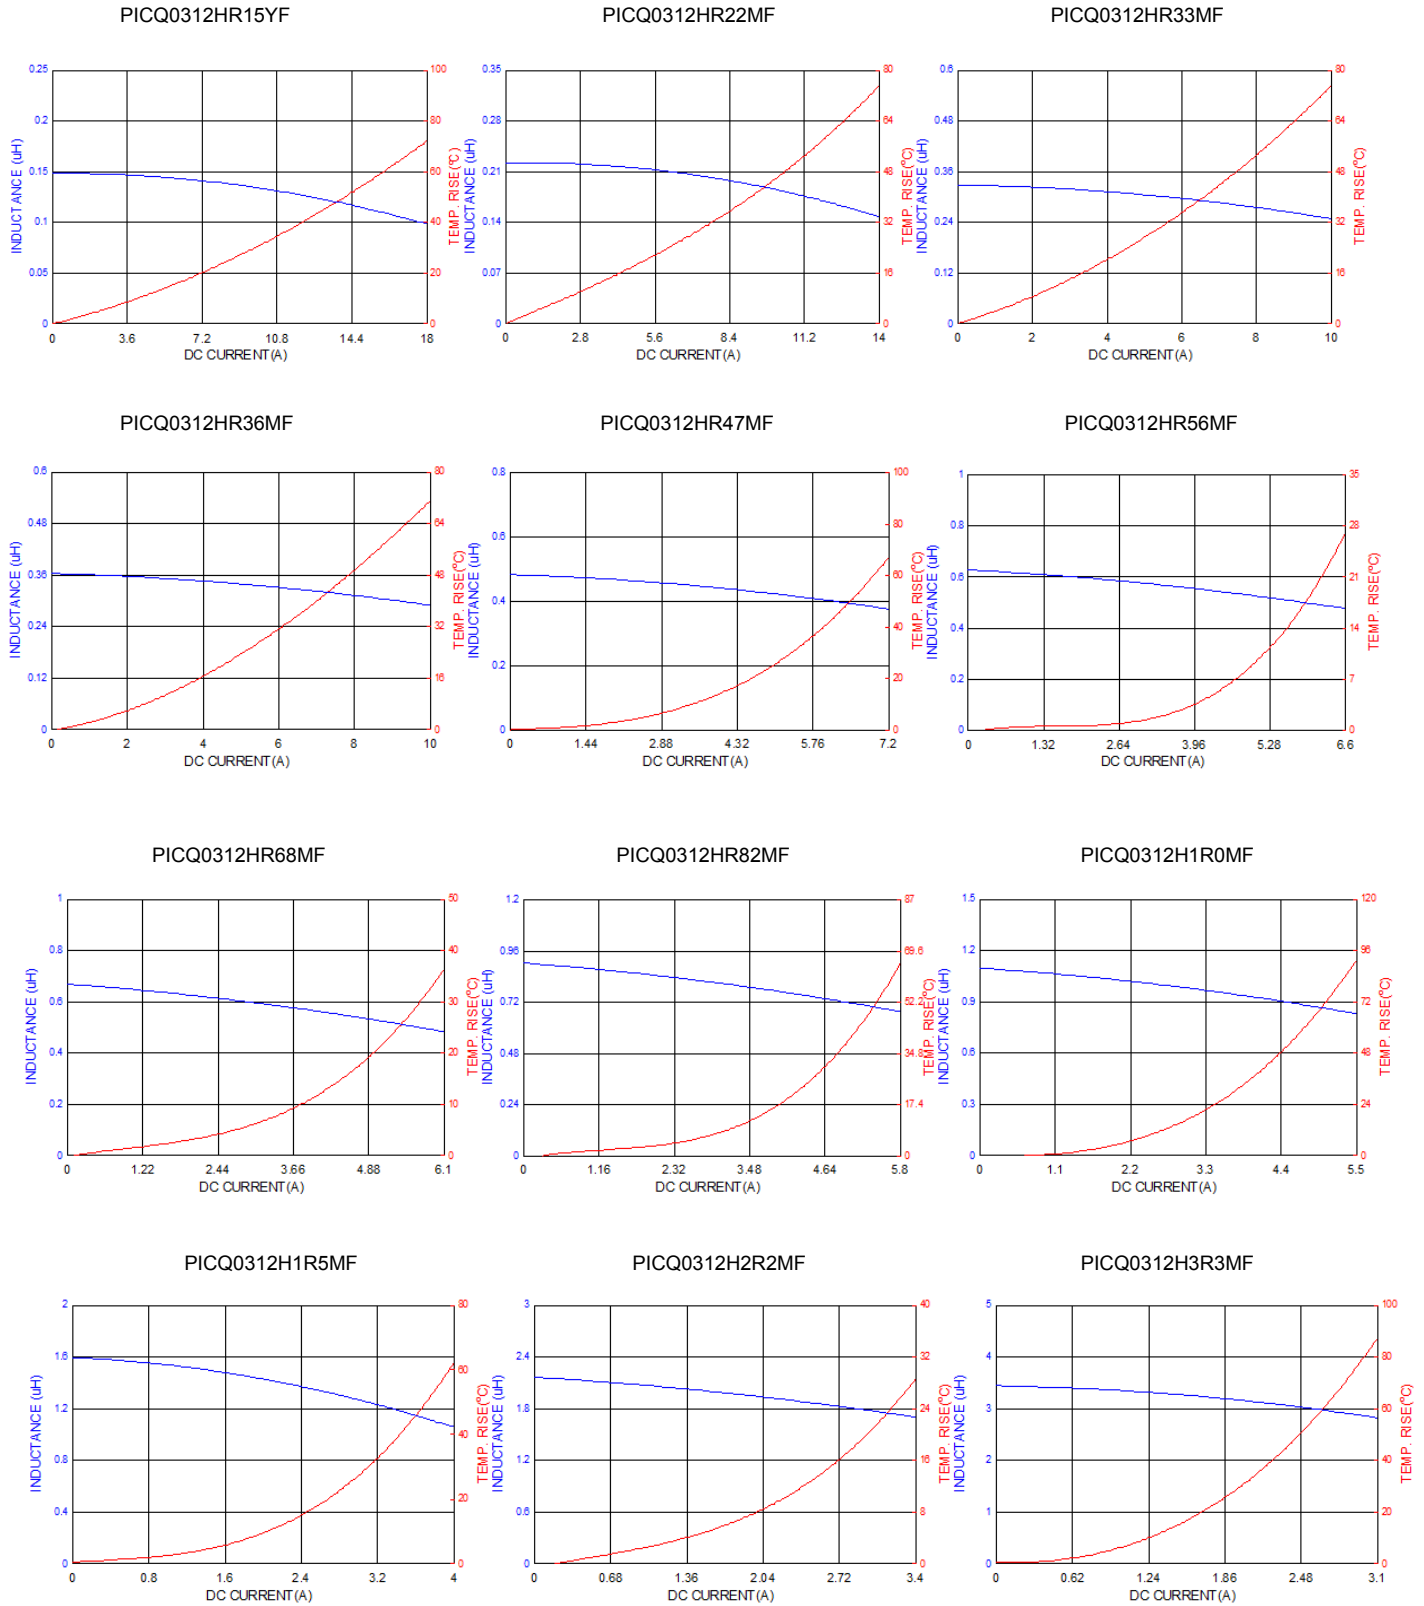 PICQ0312HR15YF
PICQ0312HR22MF
PICQ0312HR33MF
INDUCTANCE (uH)
0.25
0.2
0.15
0.1
0.05
0
100
80
60
40
20
0
TEMP. RISE(ºC)
0 3.6 7.2 10.8 14.4 18
DC CURRENT(A)
INDUCTANCE (uH)
0.35
0.28
0.21
0.14
0.07
0
80
64
48
32
16
0
TEMP. RISE(ºC)
0 2.8 5.6 8.4 11.2 14
DC CURRENT(A)
INDUCTANCE (uH)
0.6
0.48
0.36
0.24
0.12
0
80
64
48
32
16
0
TEMP. RISE(ºC)
0 2 4 6 8 10
DC CURRENT(A)
PICQ0312HR36MF
PICQ0312HR47MF
PICQ0312HR56MF
INDUCTANCE (uH)
0.6
0.48
0.36
0.24
0.12
0
80
64
48
32
16
0
TEMP. RISE(ºC)
0 2 4 6 8 10
DC CURRENT(A)
INDUCTANCE (uH)
0.8
0.6
0.4
0.2
0
100
80
60
40
20
0
TEMP. RISE(ºC)
0 1.44 2.88 4.32 5.76 7.2
DC CURRENT(A)
INDUCTANCE (uH)
1
0.8
0.6
0.4
0.2
0
35
28
21
14
7
0
TEMP. RISE(ºC)
0 1.32 2.64 3.96 5.28 6.6
DC CURRENT(A)
PICQ0312HR68MF
PICQ0312HR82MF
PICQ0312H1R0MF
INDUCTANCE (uH)
1
0.8
0.6
0.4
0.2
0
50
40
30
20
10
0
TEMP. RISE(ºC)
0 1.22 2.44 3.66 4.88 6.1
DC CURRENT(A)
INDUCTANCE (uH)
1.2
0.96
0.72
0.48
0.24
0
87
69.6
52.2
34.8
17.4
0
TEMP. RISE(ºC)
0 1.16 2.32 3.48 4.64 5.8
DC CURRENT(A)
INDUCTANCE (uH)
1.5
1.2
0.9
0.6
0.3
0
120
96
72
48
24
0
TEMP. RISE(ºC)
0 1.1 2.2 3.3 4.4 5.5
DC CURRENT(A)
PICQ0312H1R5MF
PICQ0312H2R2MF
PICQ0312H3R3MF
INDUCTANCE (uH)
2
1.6
1.2
0.8
0.4
0
80
60
40
20
0
TEMP. RISE(ºC)
0 0.8 1.6 2.4 3.2 4
DC CURRENT(A)
INDUCTANCE (uH)
3
2.4
1.8
1.2
0.6
0
40
32
24
16
8
0
TEMP. RISE(ºC)
0 0.68 1.36 2.04 2.72 3.4
DC CURRENT(A)
INDUCTANCE (uH)
5
4
3
2
1
0
100
80
60
40
20
0
TEMP. RISE(ºC)
0 0.62 1.24 1.86 2.48 3.1
DC CURRENT(A)